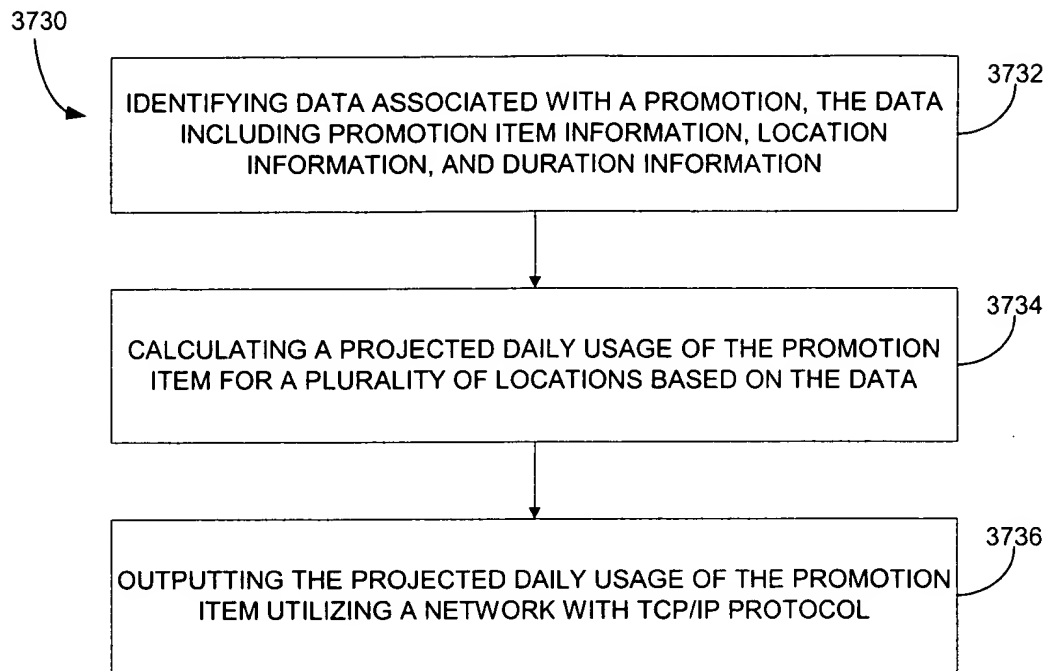 3730
3732
IDENTIFYING DATA ASSOCIATED WITH A PROMOTION, THE DATA
INCLUDING PROMOTION ITEM INFORMATION, LOCATION
INFORMATION, AND DURATION INFORMATION
3734
CALCULATING A PROJECTED DAILY USAGE OF THE PROMOTION
ITEM FOR A PLURALITY OF LOCATIONS BASED ON THE DATA
3736
OUTPUTTING THE PROJECTED DAILY USAGE OF THE PROMOTION
ITEM UTILIZING A NETWORK WITH TCP/IP PROTOCOL